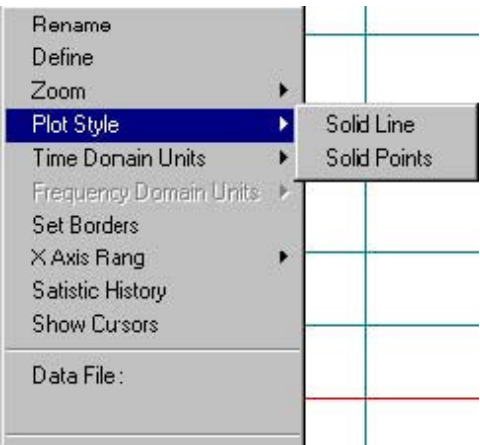 Rename
Define
Zoom
Plot Style
Solid Line
Solid Points
Time Domain Units
Frequency Domain Units
Set Borders
X Axis Rang
Satistic History
Show Cursors
Data File: